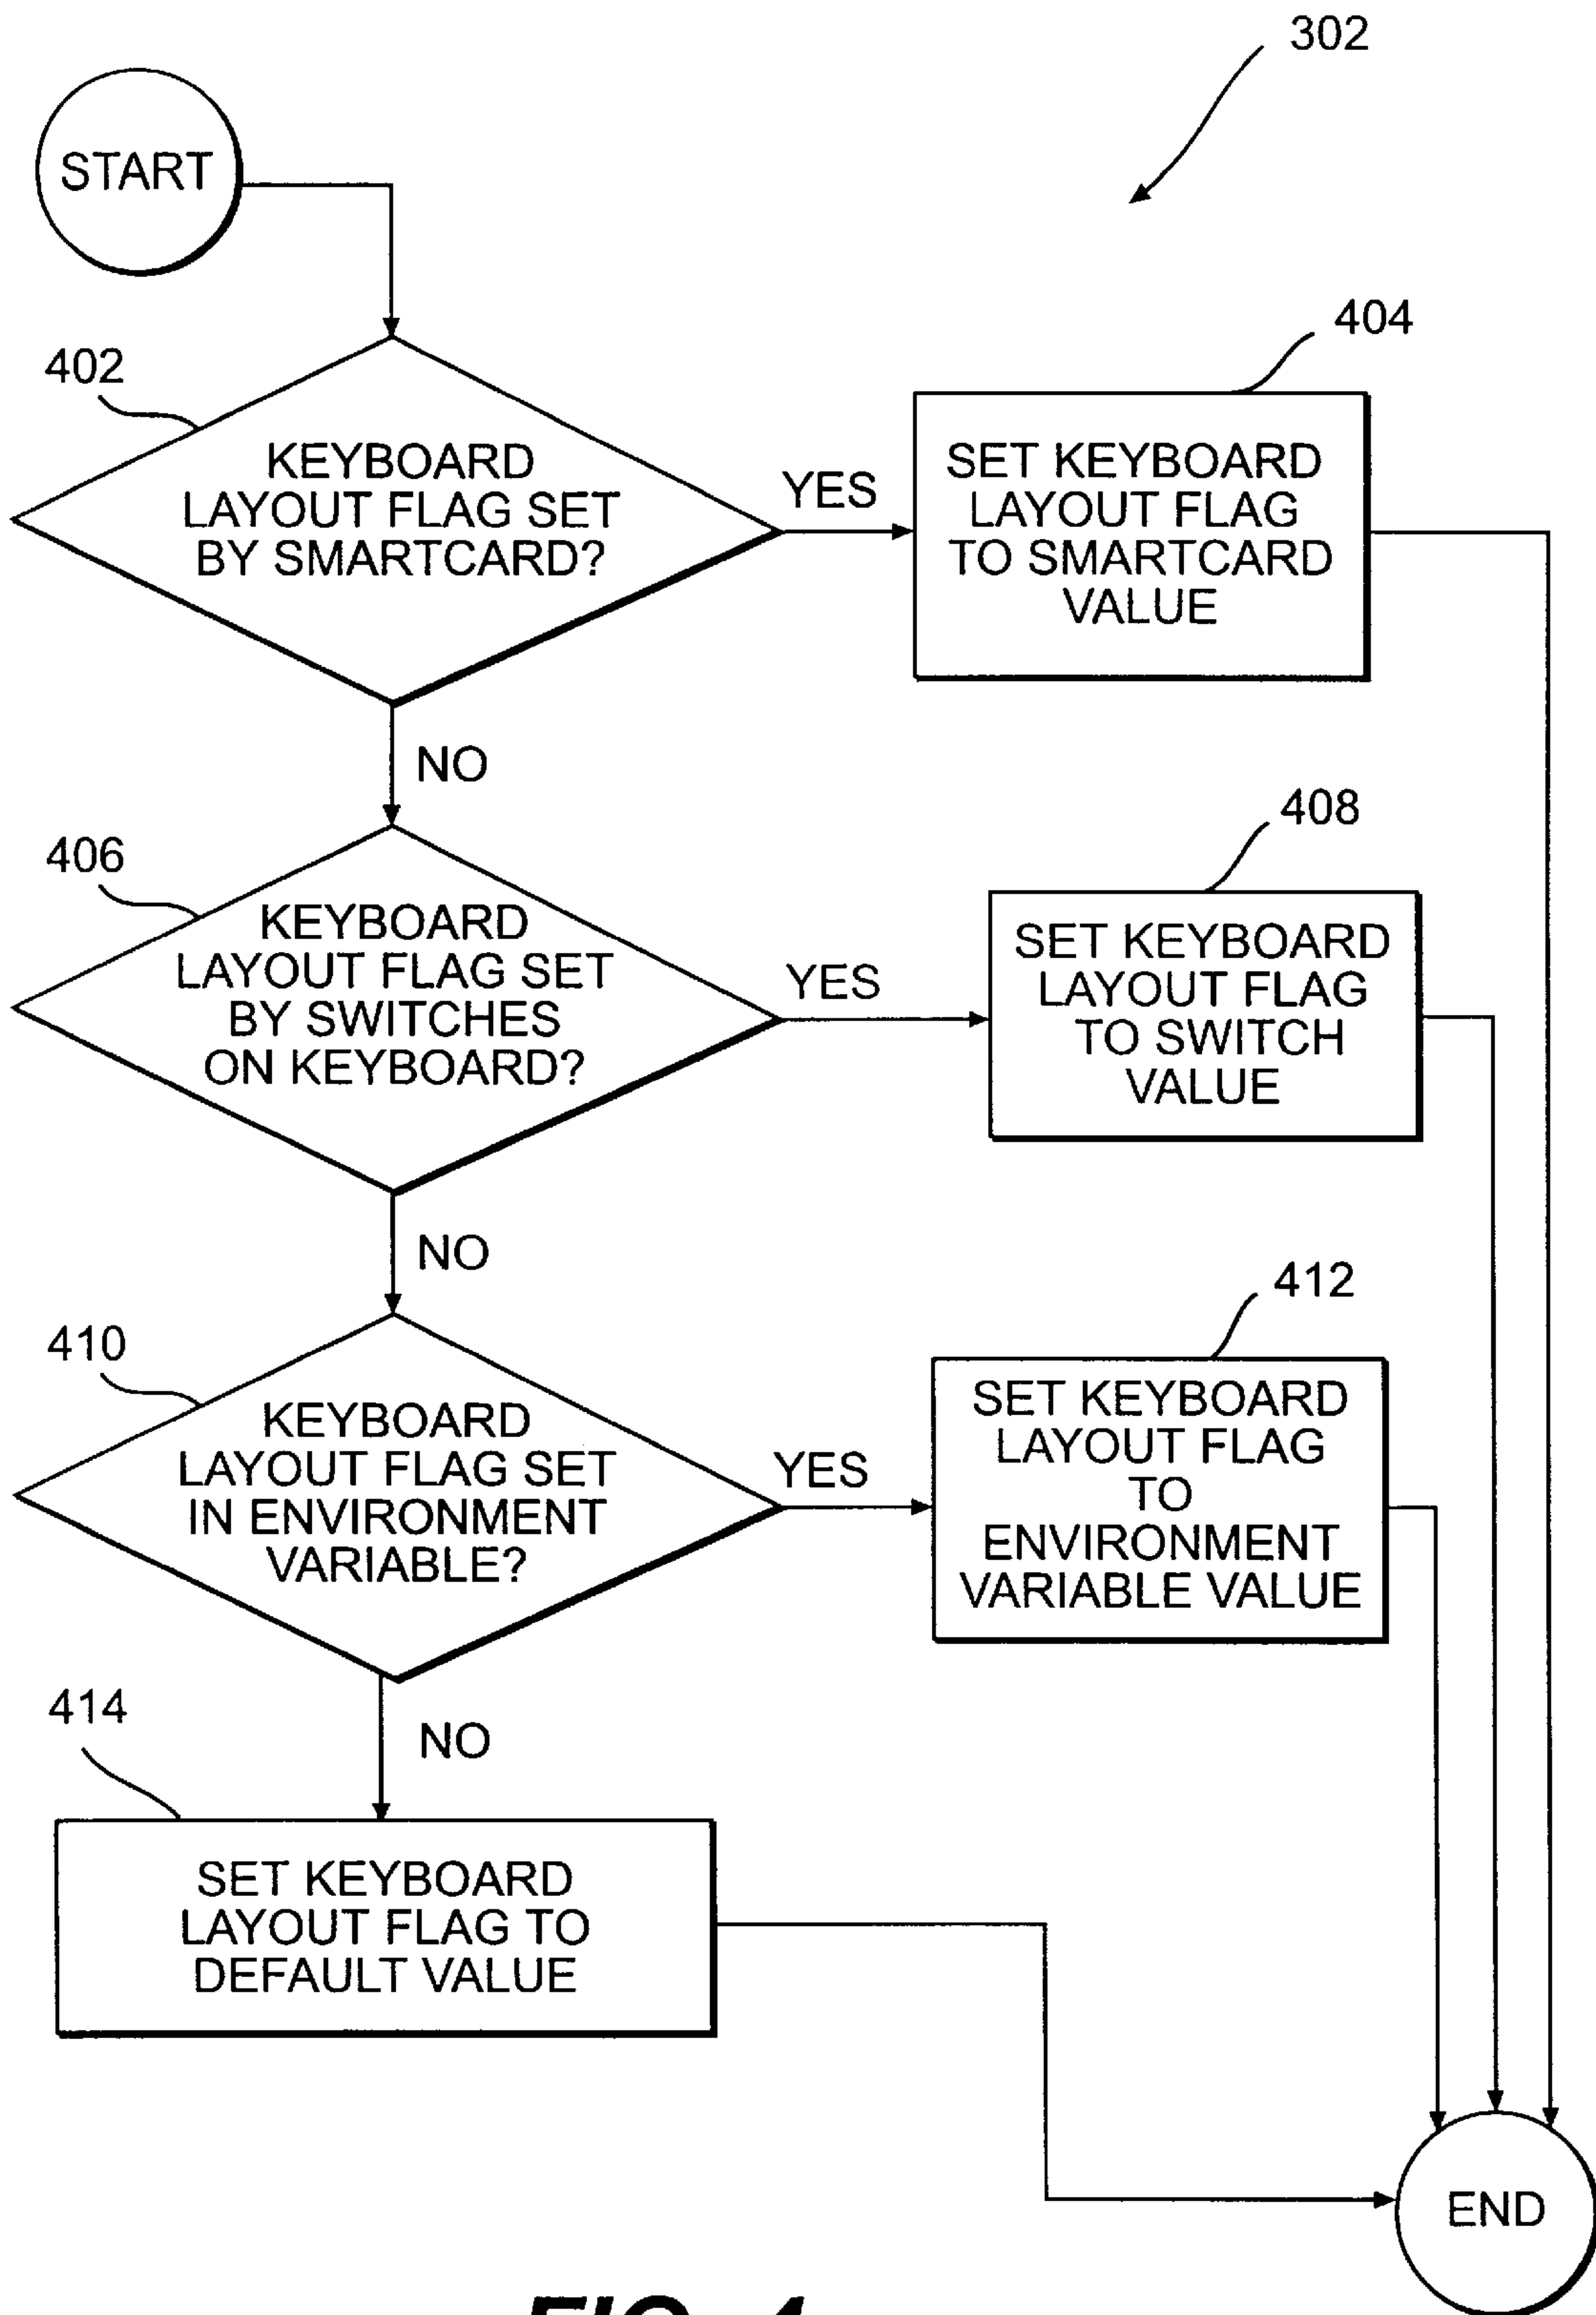 302
START
404
402
KEYBOARD
LAYOUT FLAG SET
BY SMARTCARD?
YES
SET KEYBOARD
LAYOUT FLAG
TO SMARTCARD
VALUE
NO
408
406
KEYBOARD
LAYOUT FLAG SET
BY SWITCHES
ON KEYBOARD?
YES
SET KEYBOARD
LAYOUT FLAG
TO SWITCH
VALUE
NO
412
410
KEYBOARD
LAYOUT FLAG SET
IN ENVIRONMENT
VARIABLE?
YES
SET KEYBOARD
LAYOUT FLAG
TO
ENVIRONMENT
VARIABLE VALUE
414
NO
SET KEYBOARD
LAYOUT FLAG TO
DEFAULT VALUE
END